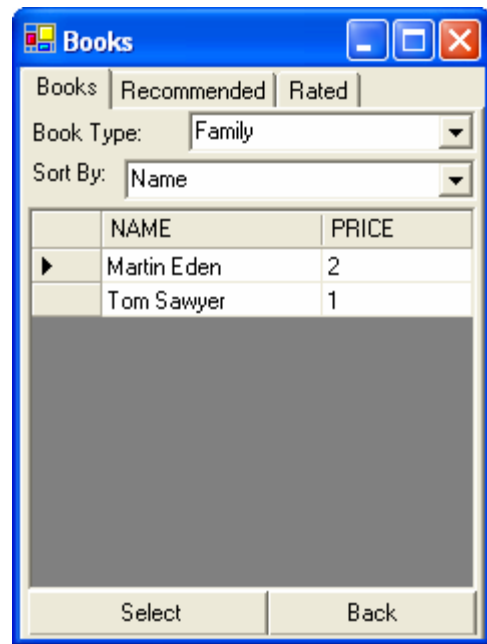 Books
Books Recommended Rated
Book Type: Family
Sort By: Name
NAME PRICE
Martin Eden 2
Tom Sawyer 1
Select Back